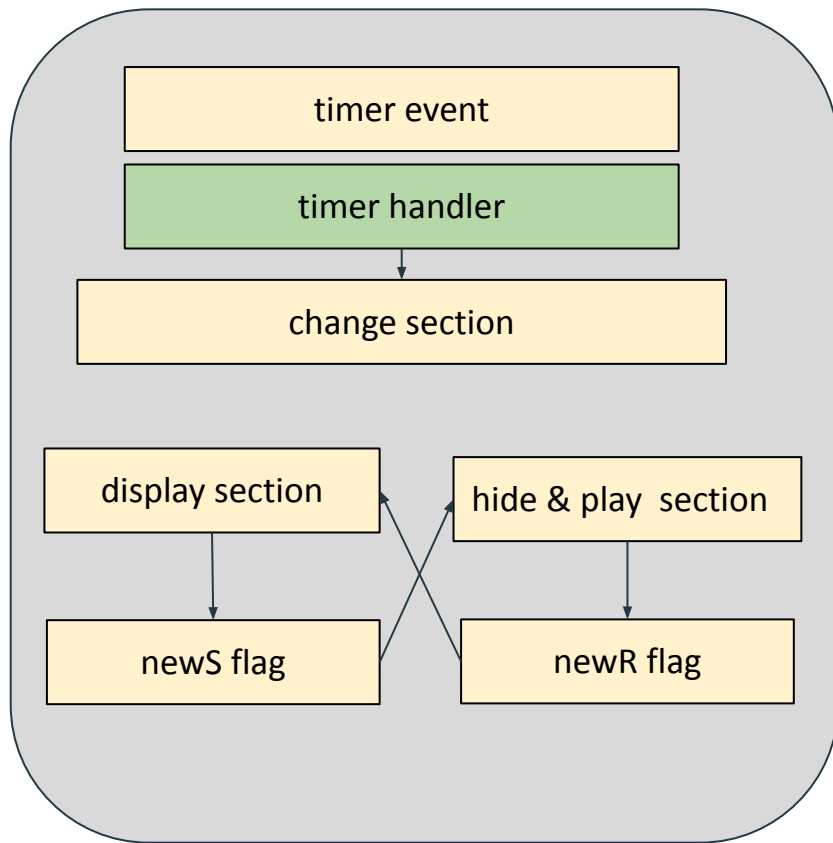 timer event
timer handler
change section
display section
hide & play section
newS flag
newR flag